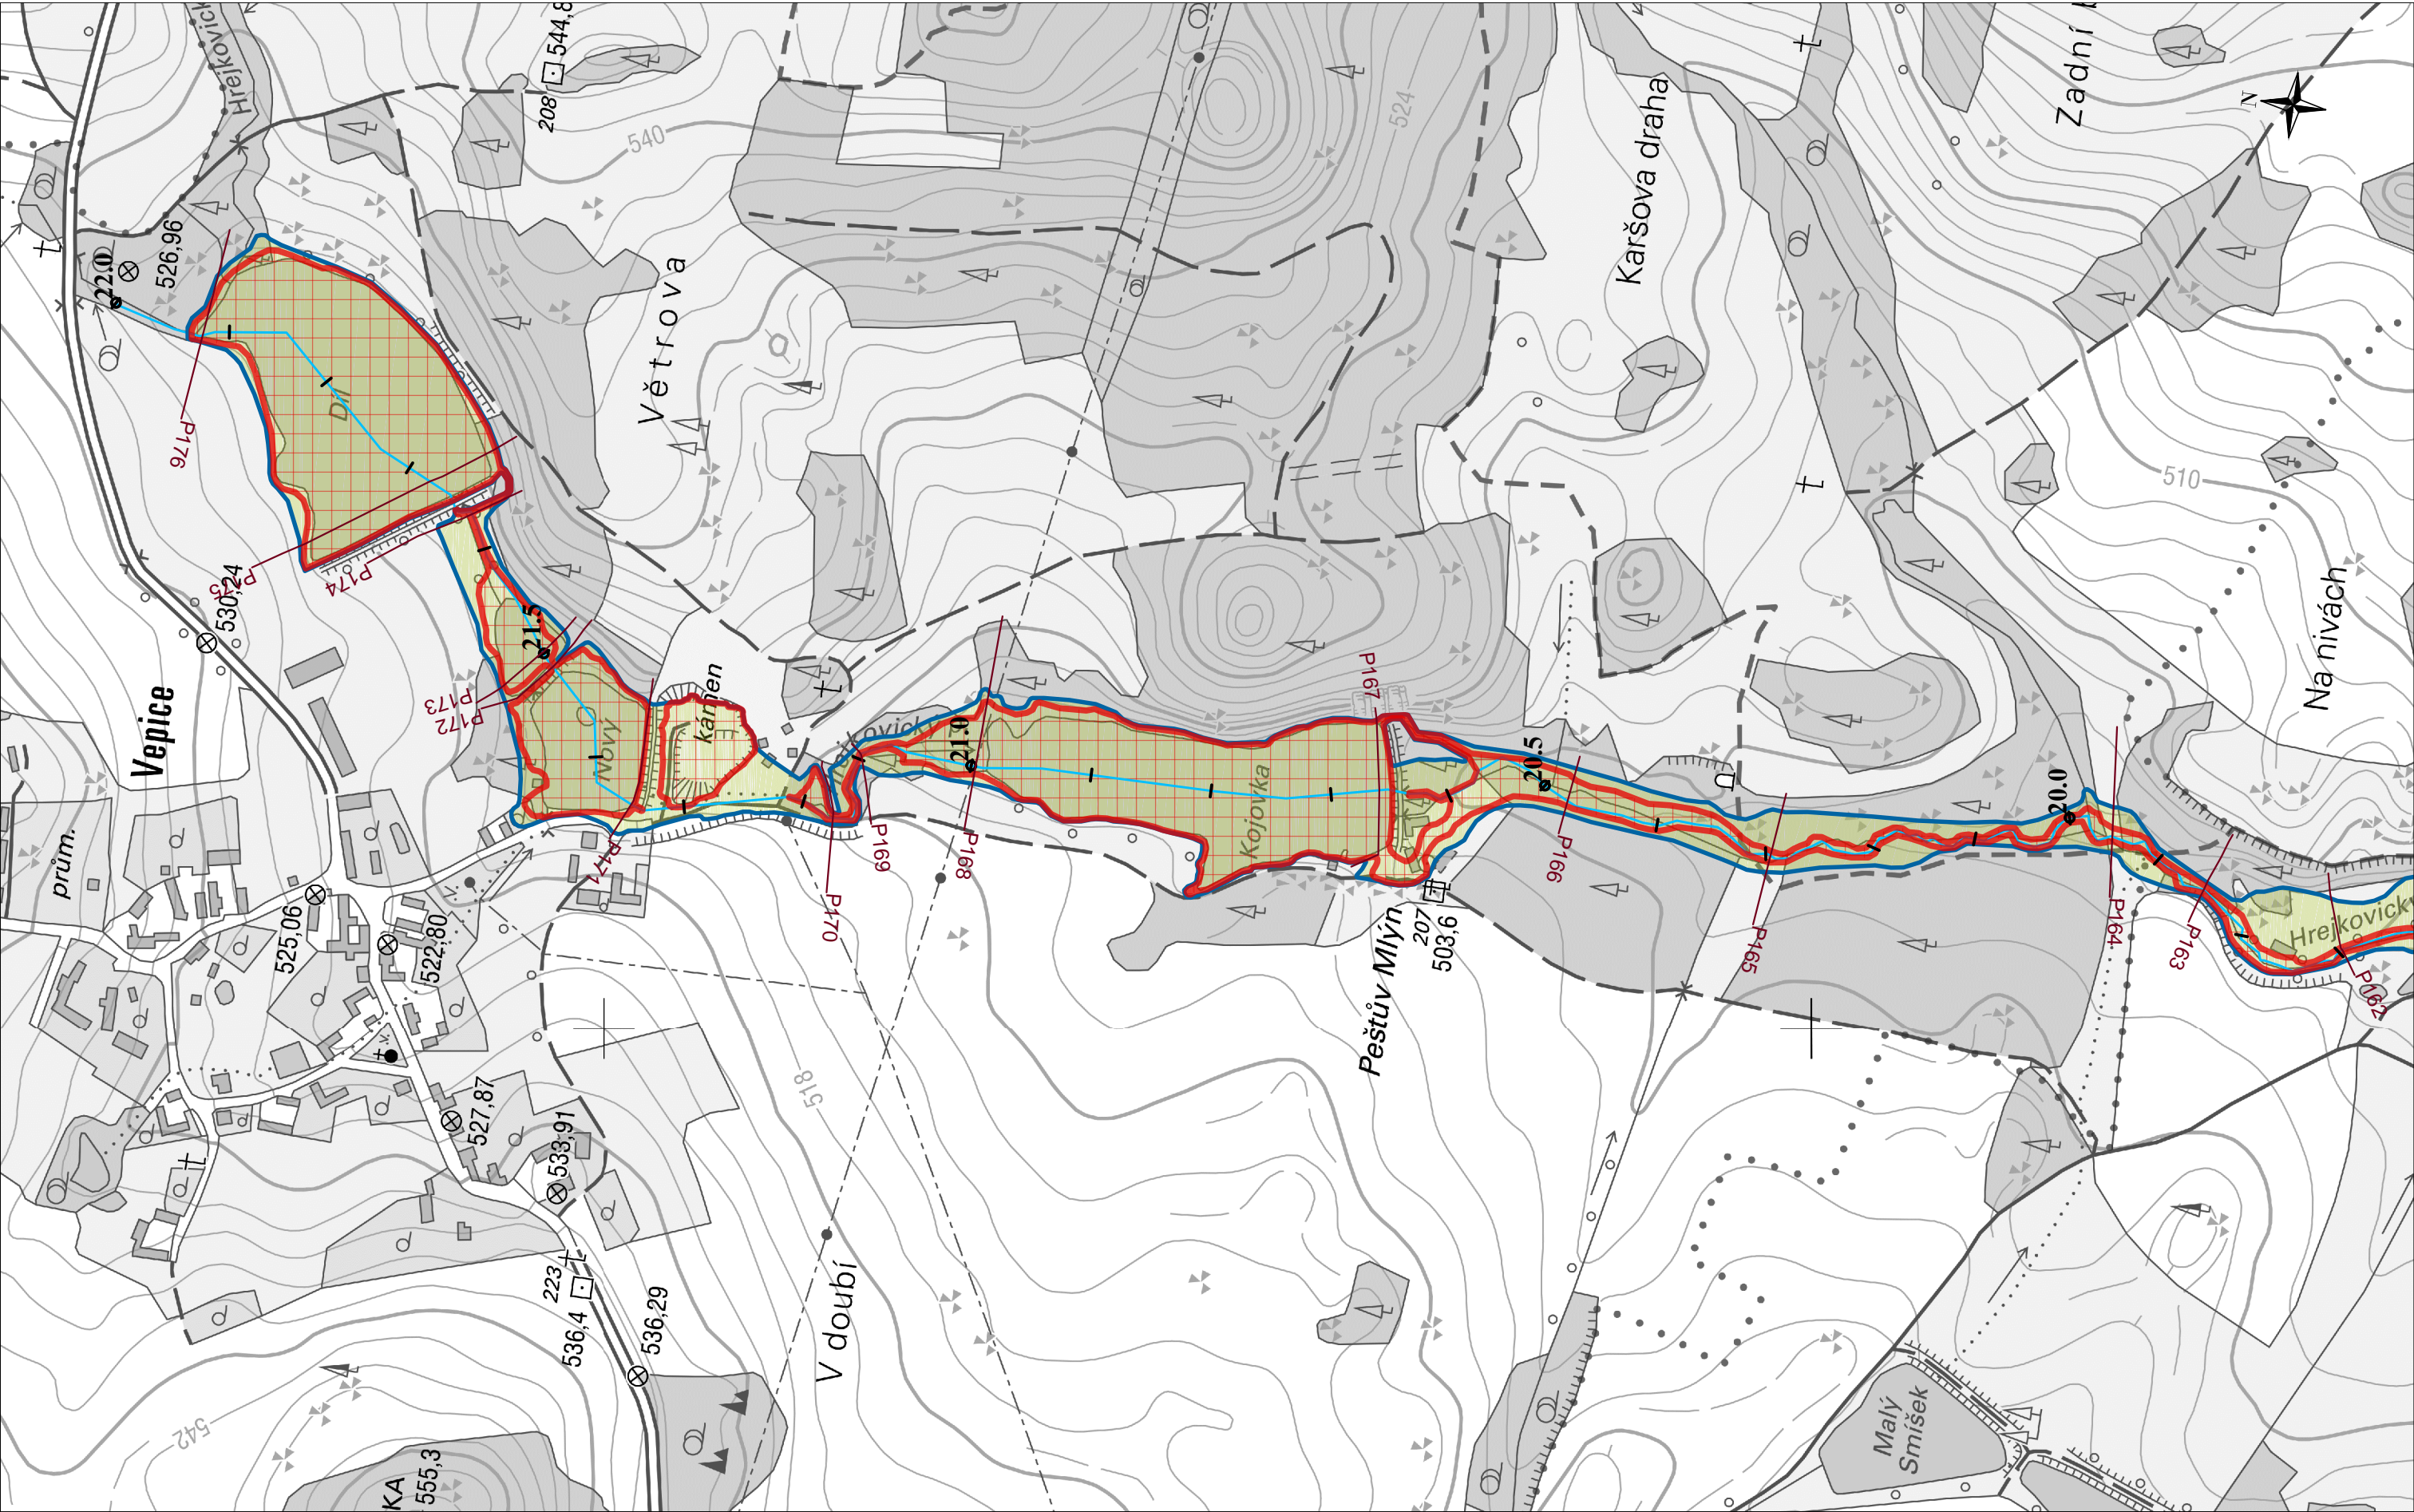 Hrejkovick
208
544,8
540
524
Karšova draha
Zadní
N
22.0
526,96
Větrova
P176
510
P175
530,24
P174
21.5
Na nivách
Vepice
P173
P172
Nový
kámen
kovický
21.0
P167
20.5
20.0
Kojovka
prům.
P171
P169
P168
P170
P166
P165
P164
P163
P162
Hrejkovický
525,06
522,80
v.
Peštův Mlýn
207
503,6
v.
518
527,87
533,91
223
536,4
536,29
V doubí
542
KA
555,3
Malý
Smíšek